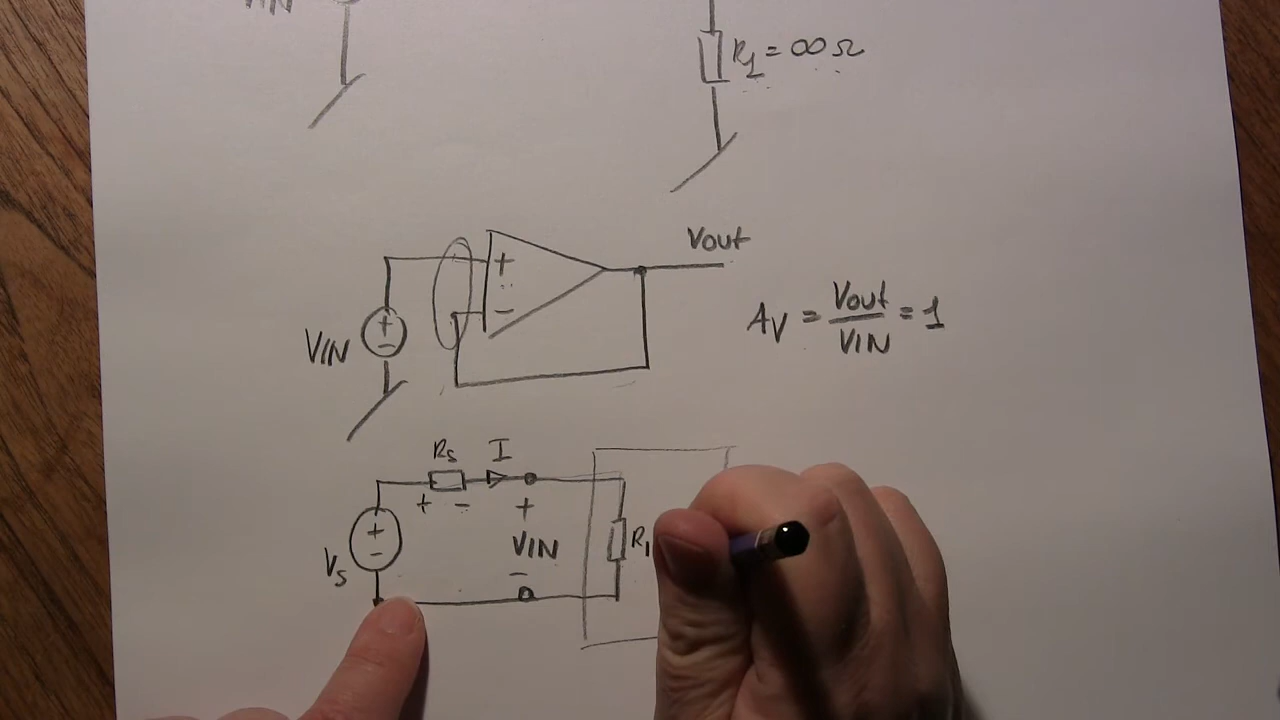 R1 = ∞ Ω
Vout
+
-
VIN
+
-
AV = Vout/VIN = 1
Rs I
+ - +
Vs
+
-
VIN
-
R1